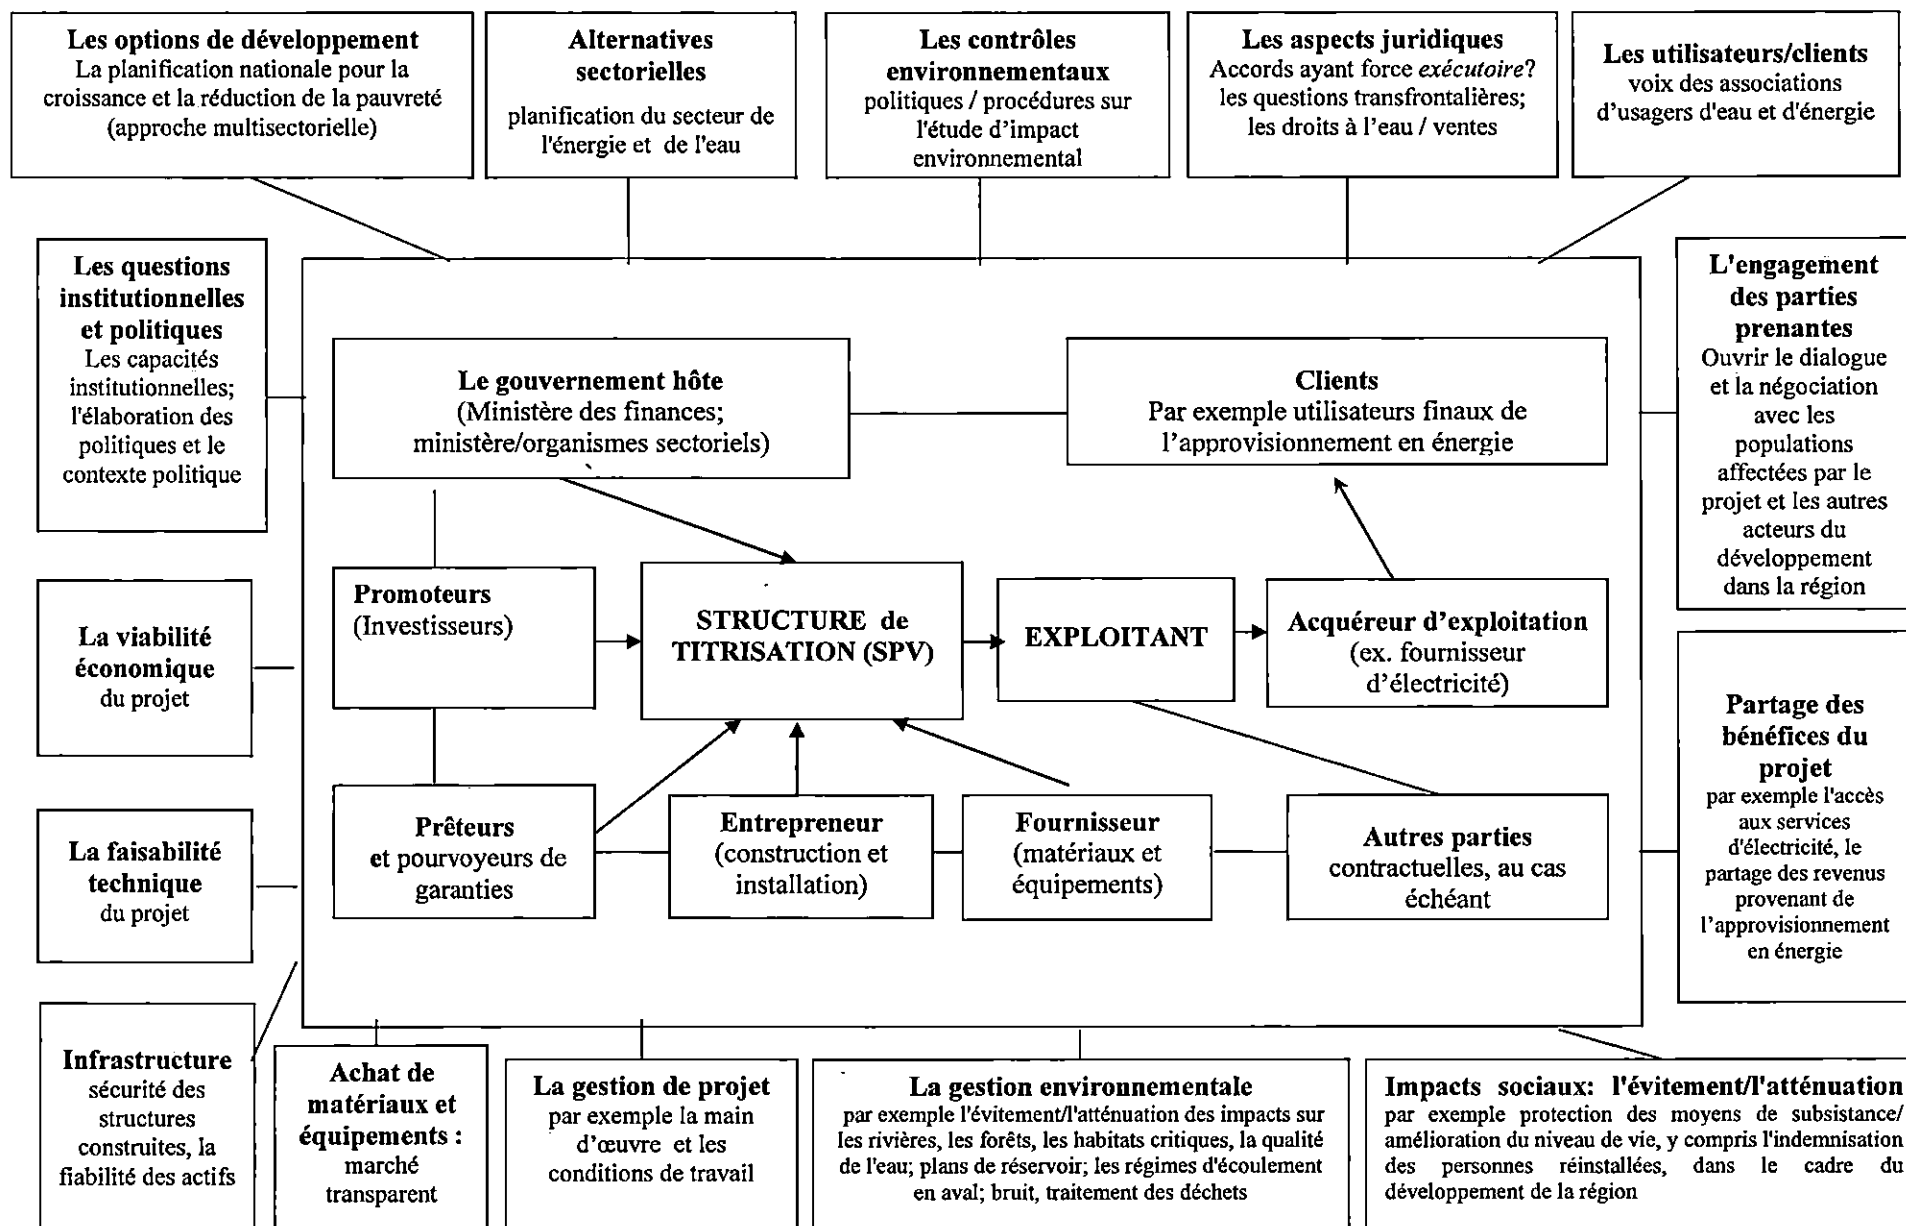 Les options de développement
La planification nationale pour la
croissance et la réduction de la pauvreté
(approche multisectorielle)
Alternatives
sectorielles
planification du secteur de
l'énergie et de l'eau
Les contrôles
environnementaux
politiques / procédures sur
l'étude d'impact
environnemental
Les aspects juridiques
Accords ayant force exécutoire?
les questions transfrontalières;
les droits à l'eau / ventes
Les utilisateurs/clients
voix des associations
d'usagers d'eau et d'énergie
Les questions
institutionnelles
et politiques
Les capacités
institutionnelles;
l'élaboration des
politiques et le
contexte politique
Le gouvernement hôte
(Ministère des finances;
ministère/organismes sectoriels)
Clients
Par exemple utilisateurs finaux de
l'approvisionnement en énergie
L'engagement
des parties
prenantes
Ouvrir le dialogue
et la négociation
avec les
populations
affectées par le
projet et les autres
acteurs du
développement
dans la région
La viabilité
économique
du projet
Promoteurs
(Investisseurs)
STRUCTURE de
TITRISATION (SPV)
EXPLOITANT
Acquéreur d'exploitation
(ex. fournisseur
d'électricité)
Partage des
bénéfices du
projet
par exemple l'accès
aux services
d'électricité, le
partage des revenus
provenant de
l'approvisionnement
en énergie
La faisabilité
technique
du projet
Prêteurs
et pourvoyeurs de
garanties
Entrepreneur
(construction et
installation)
Fournisseur
(matériaux et
équipements)
Autres parties
contractuelles, au cas
échéant
Infrastructure
sécurité des
structures
construites, la
fiabilité des actifs
Achat de
matériaux et
équipements :
marché
transparent
La gestion de projet
par exemple la main
d'œuvre et les
conditions de travail
La gestion environnementale
par exemple l'évitement/l'atténuation des impacts sur
les rivières, les forêts, les habitats critiques, la qualité
de l'eau; plans de réservoir; les régimes d'écoulement
en aval; bruit, traitement des déchets
Impacts sociaux: l'évitement/l'atténuation
par exemple protection des moyens de subsistance/
amélioration du niveau de vie, y compris l'indemnisation
des personnes réinstallées, dans le cadre du
développement de la région